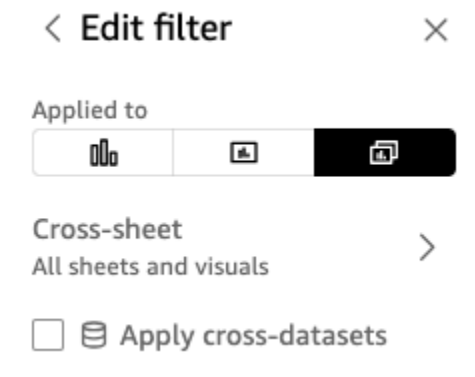 Edit filter
Applied to
Cross-sheet
All sheets and visuals
Apply cross-datasets